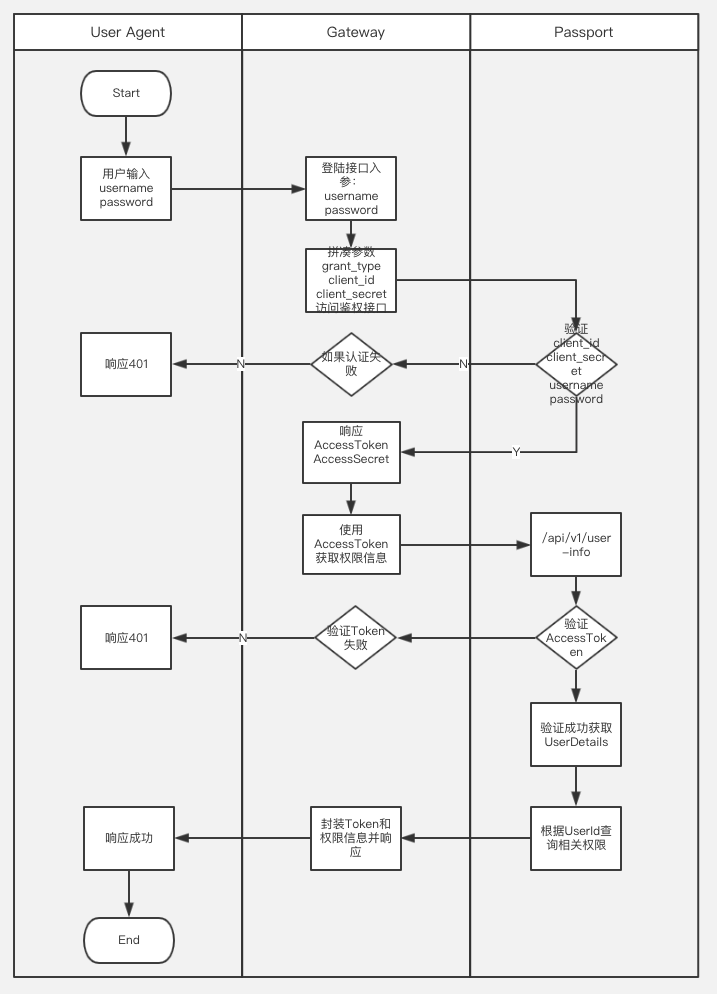 User Agent
Gateway
Passport
Start
用户输入
username
password
登陆接口入
参：
username
password
拼凑参数
grant_type
client_id
client_secret
访问鉴权接口
验证
client_id
client_secr
et
username
password
N
如果认证失
败
N
响应401
Y
响应
AccessToken
AccessSecret
使用
AccessToken
获取权限信息
/api/v1/user
-info
验证
AccessTok
en
验证Token
失败
N
响应401
验证成功获取
UserDetails
根据UserId查
询相关权限
封装Token和
权限信息并响
应
响应成功
End